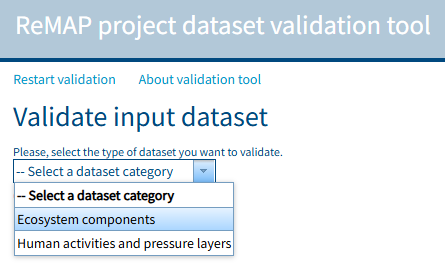 ReMAP project dataset validation tool
Restart validation About validation tool
Validate input dataset
Please, select the type of dataset you want to validate.
-- Select a dataset category
-- Select a dataset category
Ecosystem components
Human activities and pressure layers